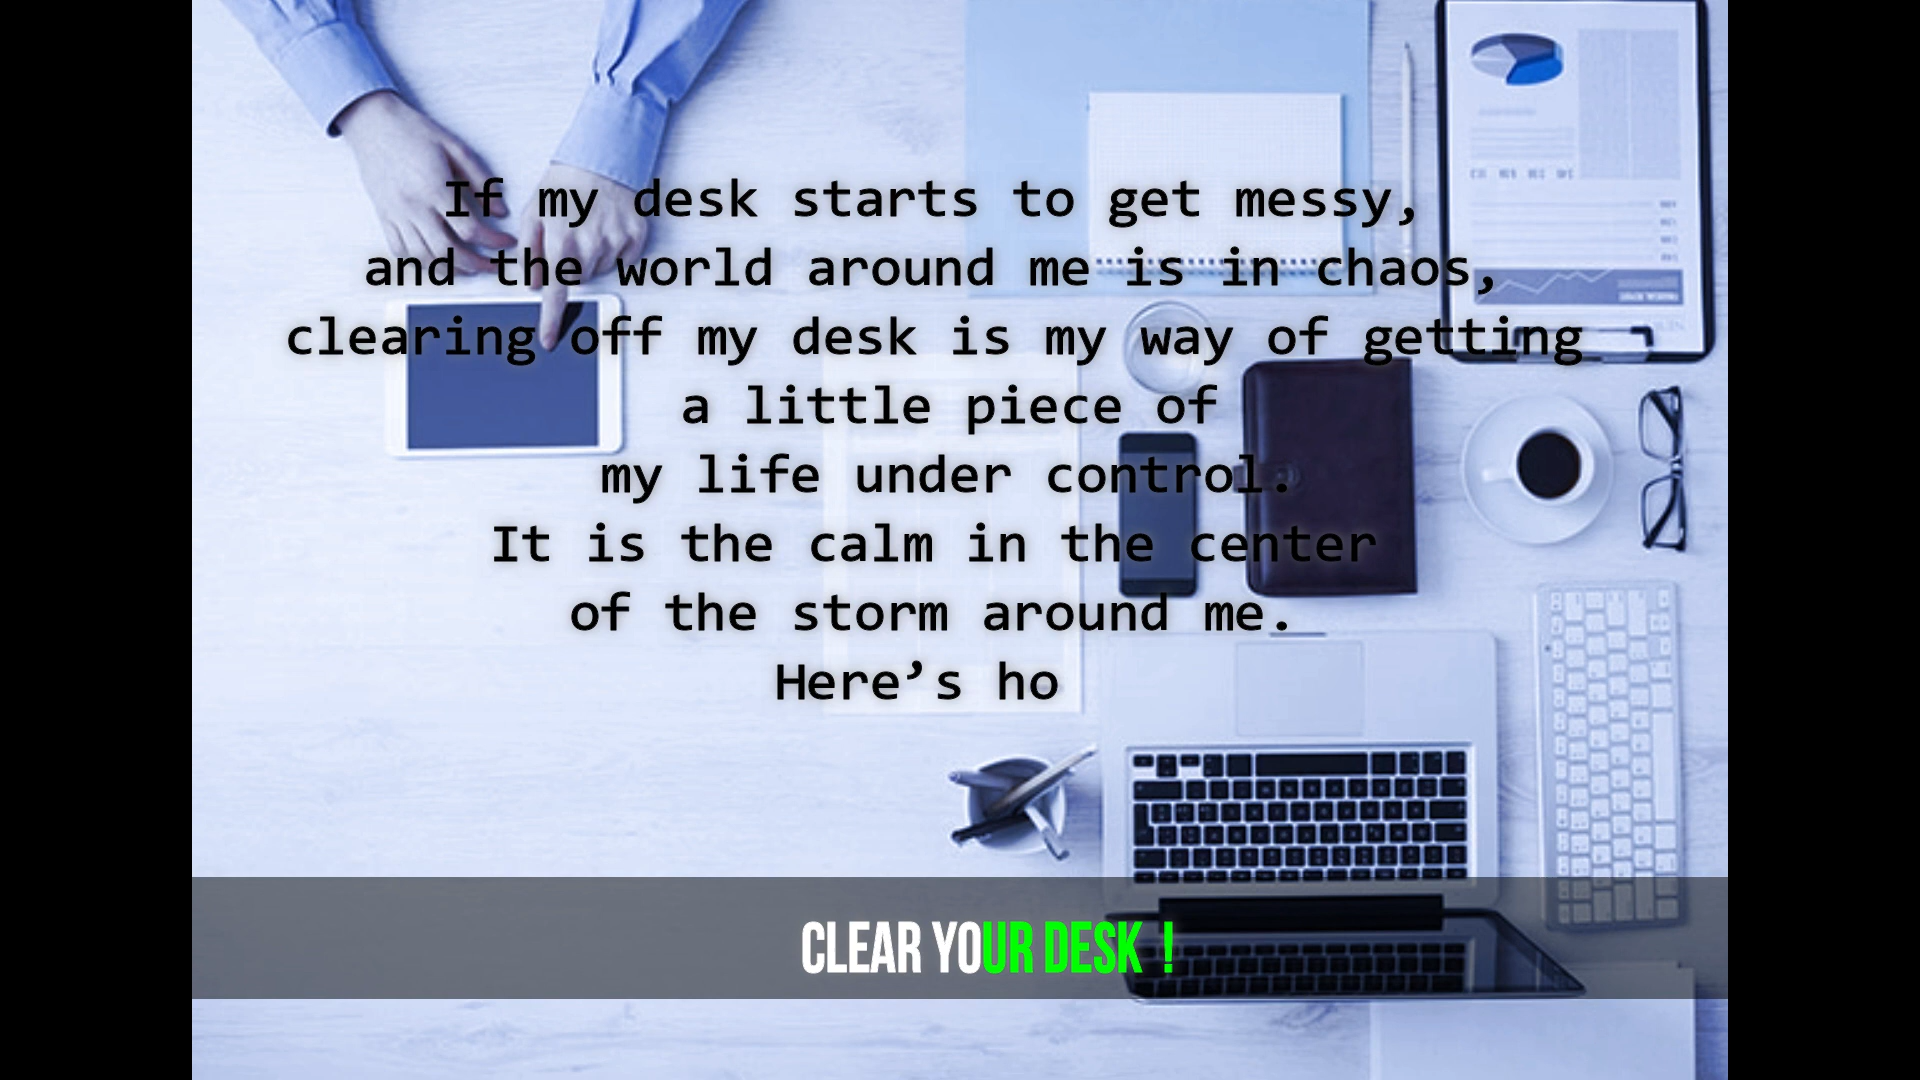 If my desk starts to get messy,
and the world around me is in chaos,
clearing off my desk is my way of getting
a little piece of
my life under control.
It is the calm in the center
of the storm around me.
Here’s ho
CLEAR YOUR DESK !